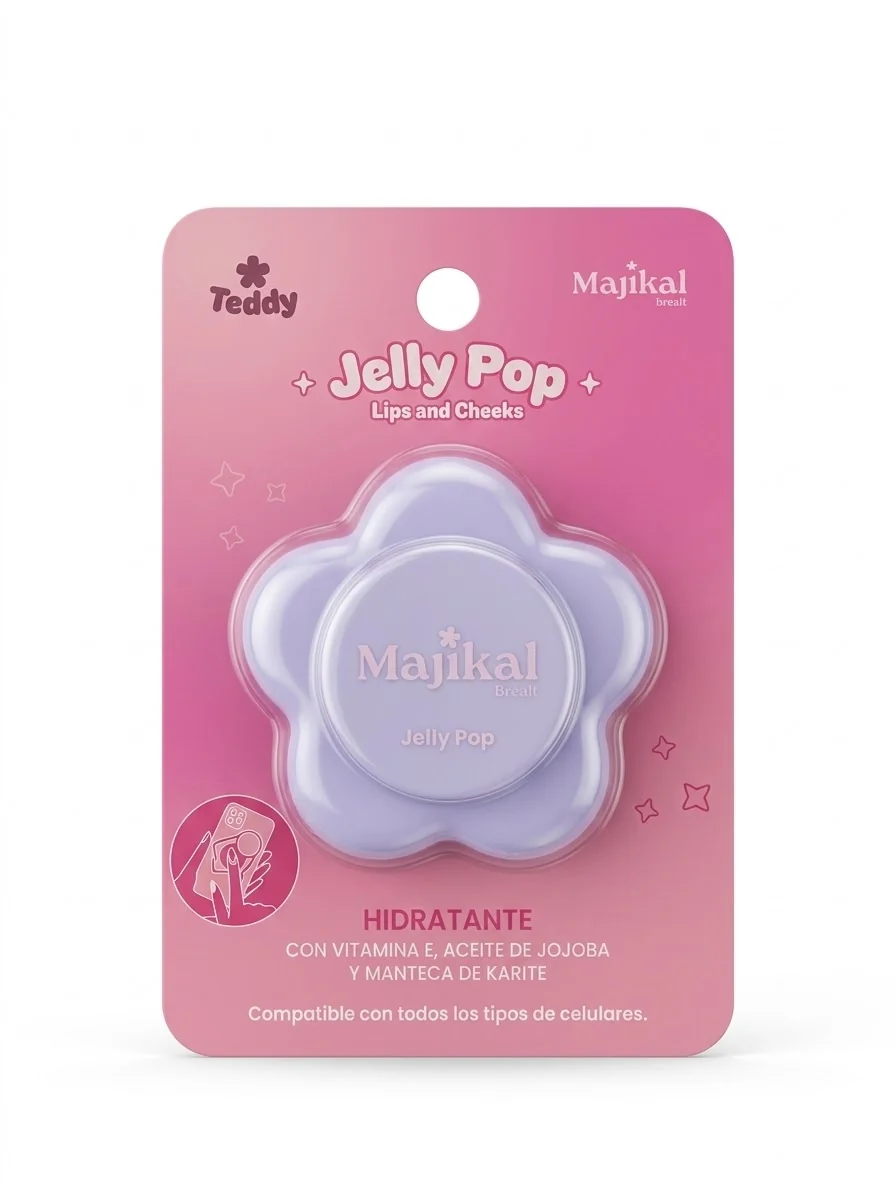 Teddy
Majikal
brealt
Jelly Pop
Lips and Cheeks
Majikal
Brealt
Jelly Pop
HIDRATANTE
CON VITAMINA E, ACEITE DE JOJOBA
Y MANTECA DE KARITE
Compatible con todos los tipos de celulares.